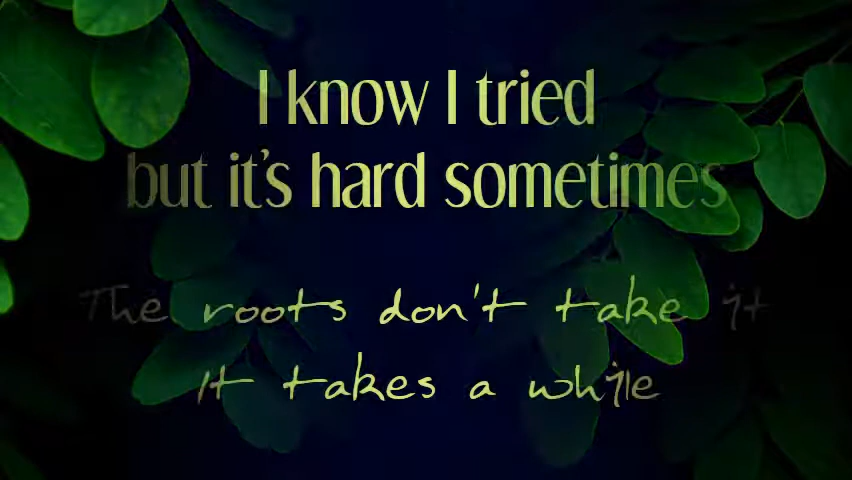 I know I tried
but it's hard sometimes
The roots don't take it
It takes a while